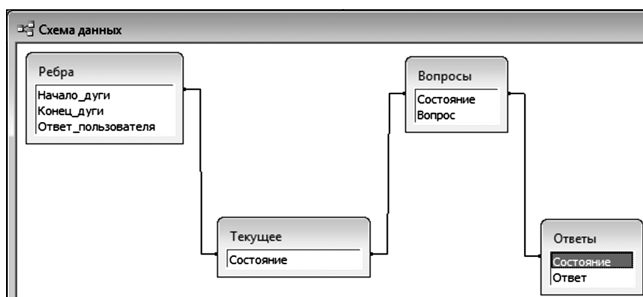 Схема данных
Ребра
Начало_дуги
Конец_дуги
Ответ_пользователя
Вопросы
Состояние
Вопрос
Текущее
Состояние
Ответы
Состояние
Ответ